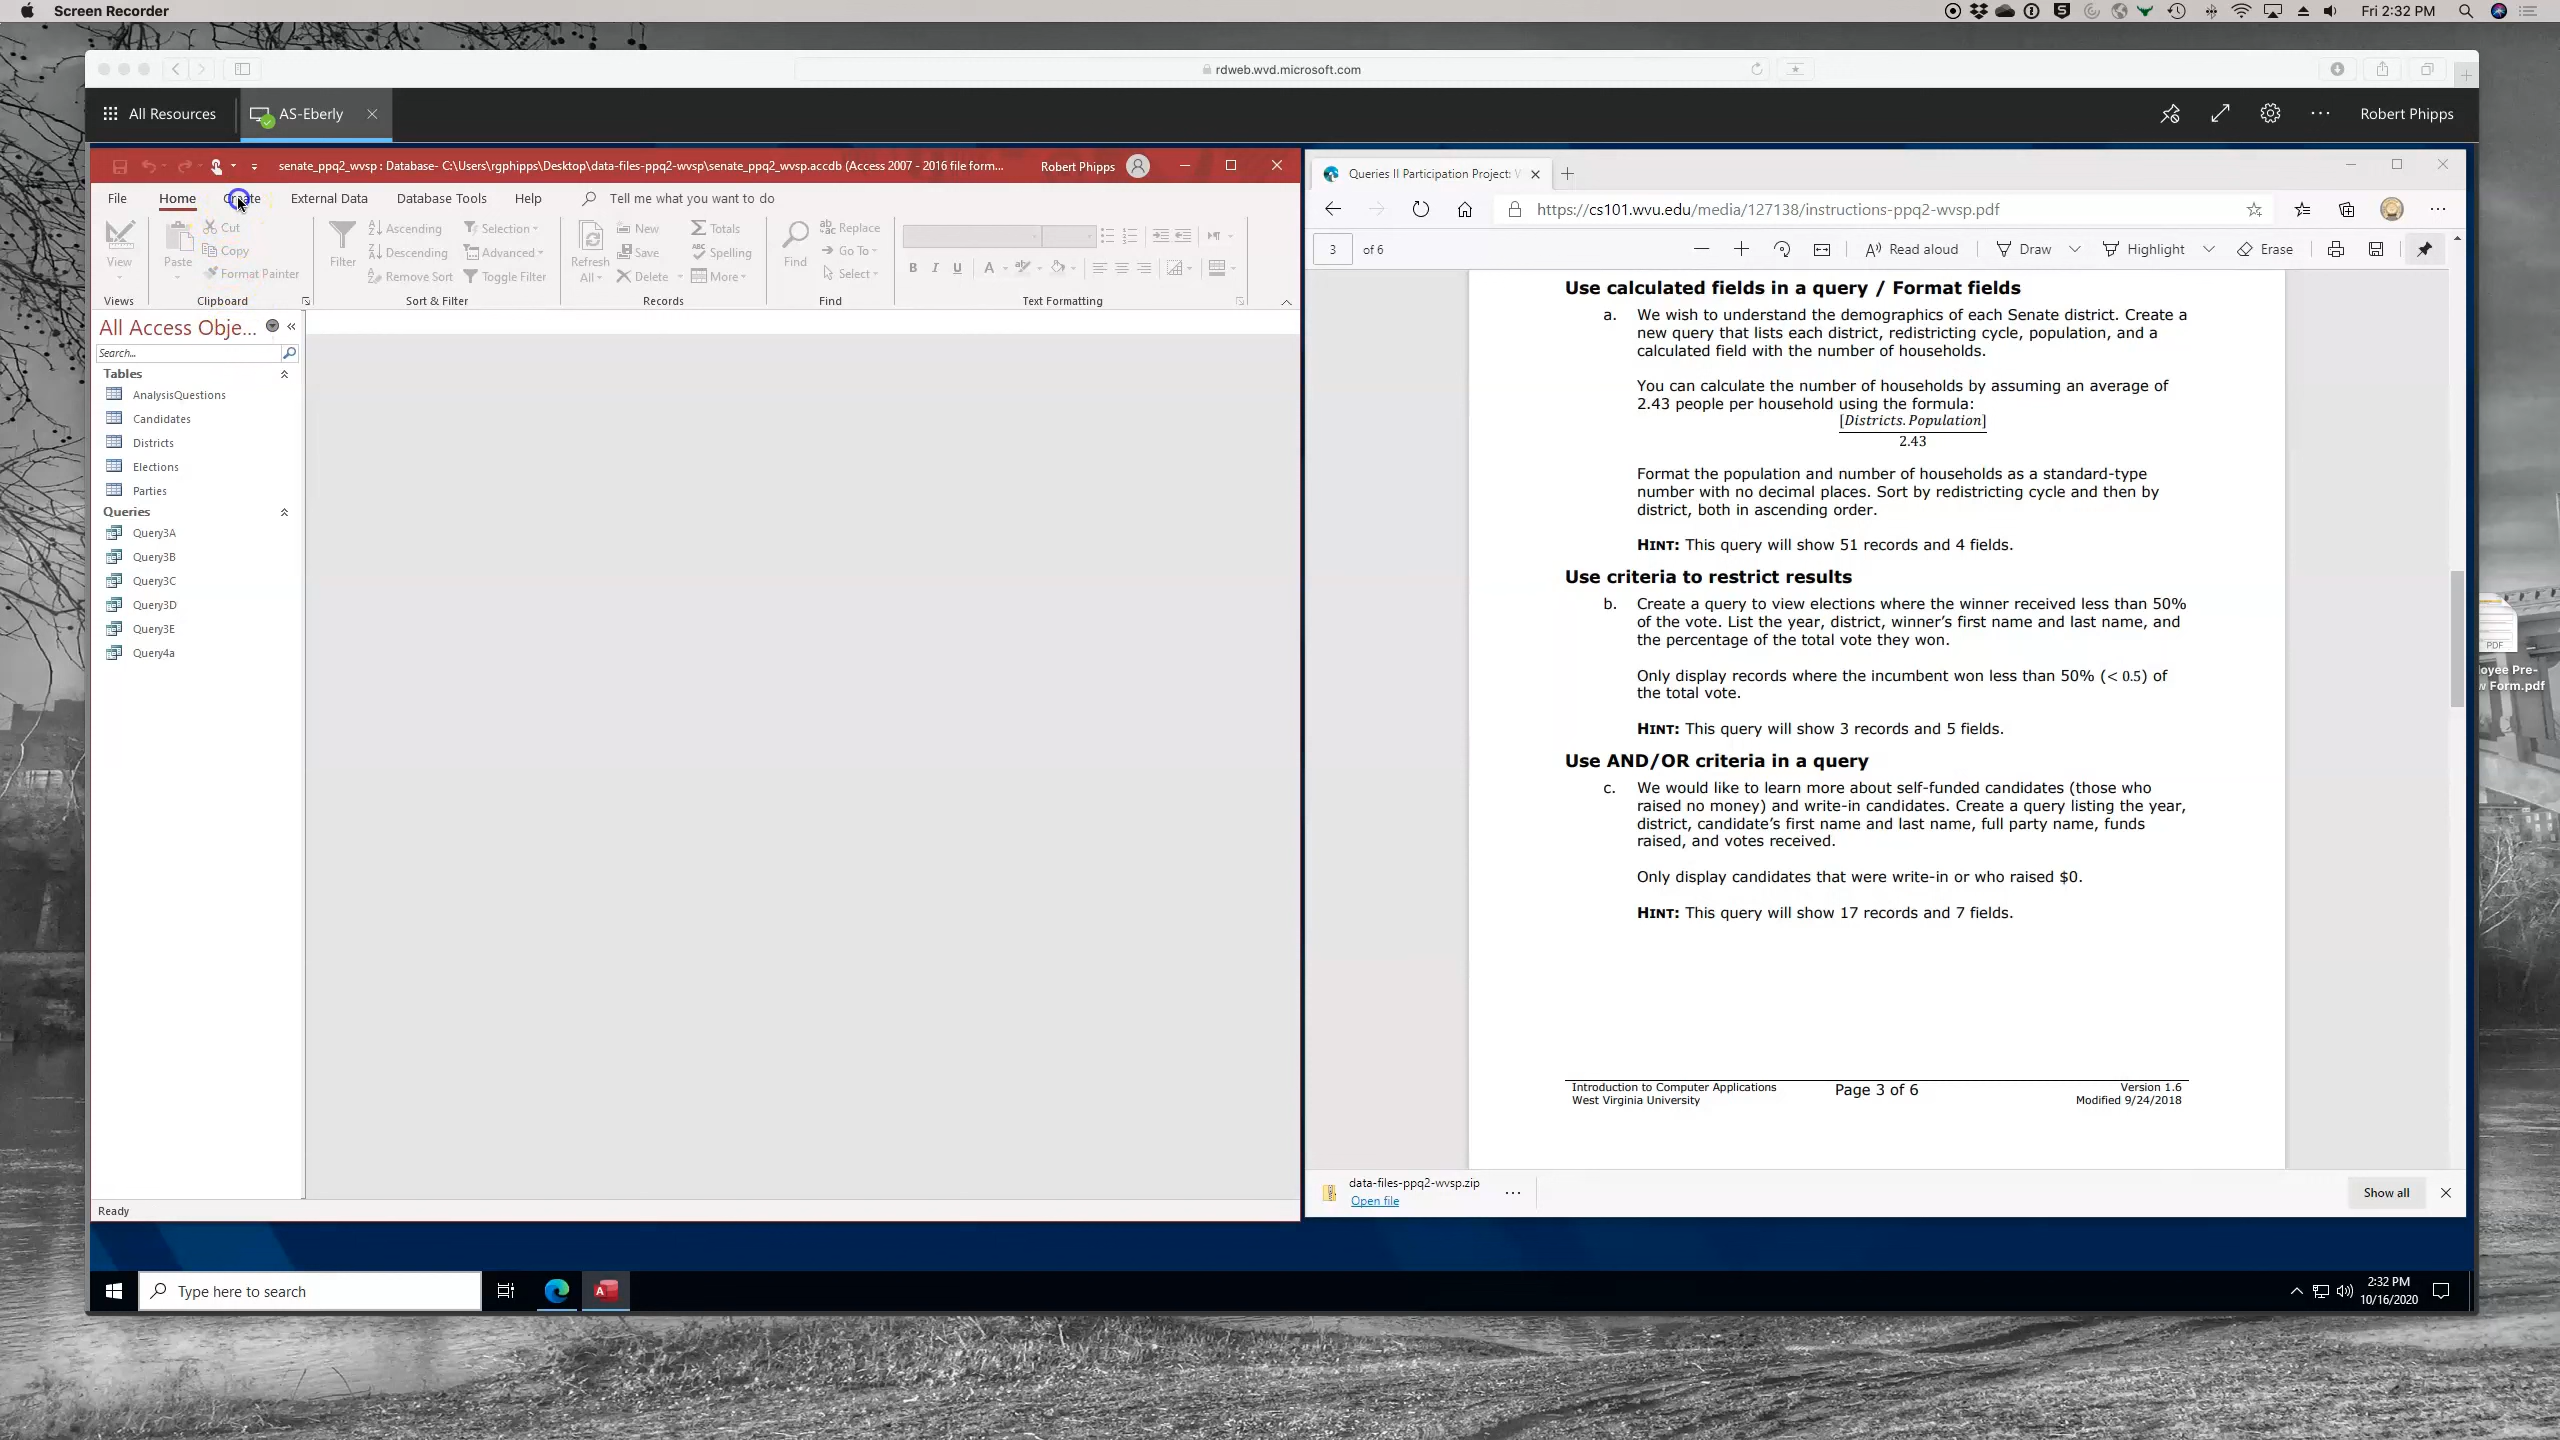 Screen Recorder
Fri 2:32 PM
rdweb.wvd.microsoft.com
All Resources
AS-Eberly
Robert Phipps
senate_ppq2_wvsp : Database- C:\Users\rgphipps\Desktop\data-files-ppq2-wvsp\senate_ppq2_wvsp.accdb (Access 2007 - 2016 file form...
Robert Phipps
File
Home
Create
External Data
Database Tools
Help
Tell me what you want to do
View
Paste
Cut
Copy
Format Painter
Filter
Ascending
Descending
Remove Sort
Selection
Advanced
Toggle Filter
Refresh
All
New
Save
Delete
Totals
Spelling
More
Find
Replace
Go To
Select
Views
Clipboard
Sort & Filter
Records
Find
Text Formatting
All Access Obje...
Search...
Tables
AnalysisQuestions
Candidates
Districts
Elections
Parties
Queries
Query3A
Query3B
Query3C
Query3D
Query3E
Query4a
Ready
Queries II Participation Project:
https://cs101.wvu.edu/media/127138/instructions-ppq2-wvsp.pdf
3 of 6
Read aloud
Draw
Highlight
Erase
Use calculated fields in a query / Format fields
a. We wish to understand the demographics of each Senate district. Create a
new query that lists each district, redistricting cycle, population, and a
calculated field with the number of households.
You can calculate the number of households by assuming an average of
2.43 people per household using the formula:
[Districts.Population]
2.43
Format the population and number of households as a standard-type
number with no decimal places. Sort by redistricting cycle and then by
district, both in ascending order.
HINT: This query will show 51 records and 4 fields.
Use criteria to restrict results
b. Create a query to view elections where the winner received less than 50%
of the vote. List the year, district, winner's first name and last name, and
the percentage of the total vote they won.
Only display records where the incumbent won less than 50% (< 0.5) of
the total vote.
HINT: This query will show 3 records and 5 fields.
Use AND/OR criteria in a query
c. We would like to learn more about self-funded candidates (those who
raised no money) and write-in candidates. Create a query listing the year,
district, candidate's first name and last name, full party name, funds
raised, and votes received.
Only display candidates that were write-in or who raised $0.
HINT: This query will show 17 records and 7 fields.
Introduction to Computer Applications
West Virginia University
Page 3 of 6
Version 1.6
Modified 9/24/2018
data-files-ppq2-wvsp.zip
Open file
Show all
PDF
oyee Pre-
w Form.pdf
Type here to search
2:32 PM
10/16/2020